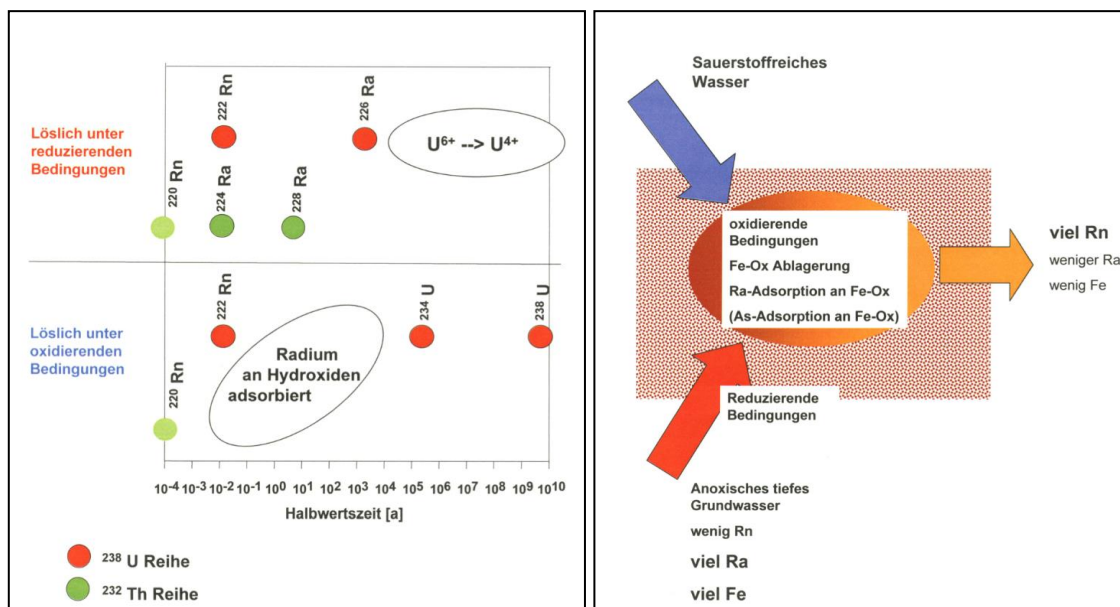 Löslich unter
reduzierenden
Bedingungen
222 Rn
226 Ra
U6+ --> U4+
220 Rn
224 Ra
228 Ra
Löslich unter
oxidierenden
Bedingungen
222 Rn
234 U
238 U
Radium
an Hydroxiden
adsorbiert
220 Rn
10-4 10-3 10-2 10-1 100 101 102 103 104 105 106 107 108 109 1010
Halbwertszeit [a]
238 U Reihe
232 Th Reihe
Sauerstoffreiches
Wasser
oxidierende
Bedingungen
Fe-Ox Ablagerung
Ra-Adsorption an Fe-Ox
(As-Adsorption an Fe-Ox)
viel Rn
weniger Ra
wenig Fe
Reduzierende
Bedingungen
Anoxisches tiefes
Grundwasser
wenig Rn
viel Ra
viel Fe